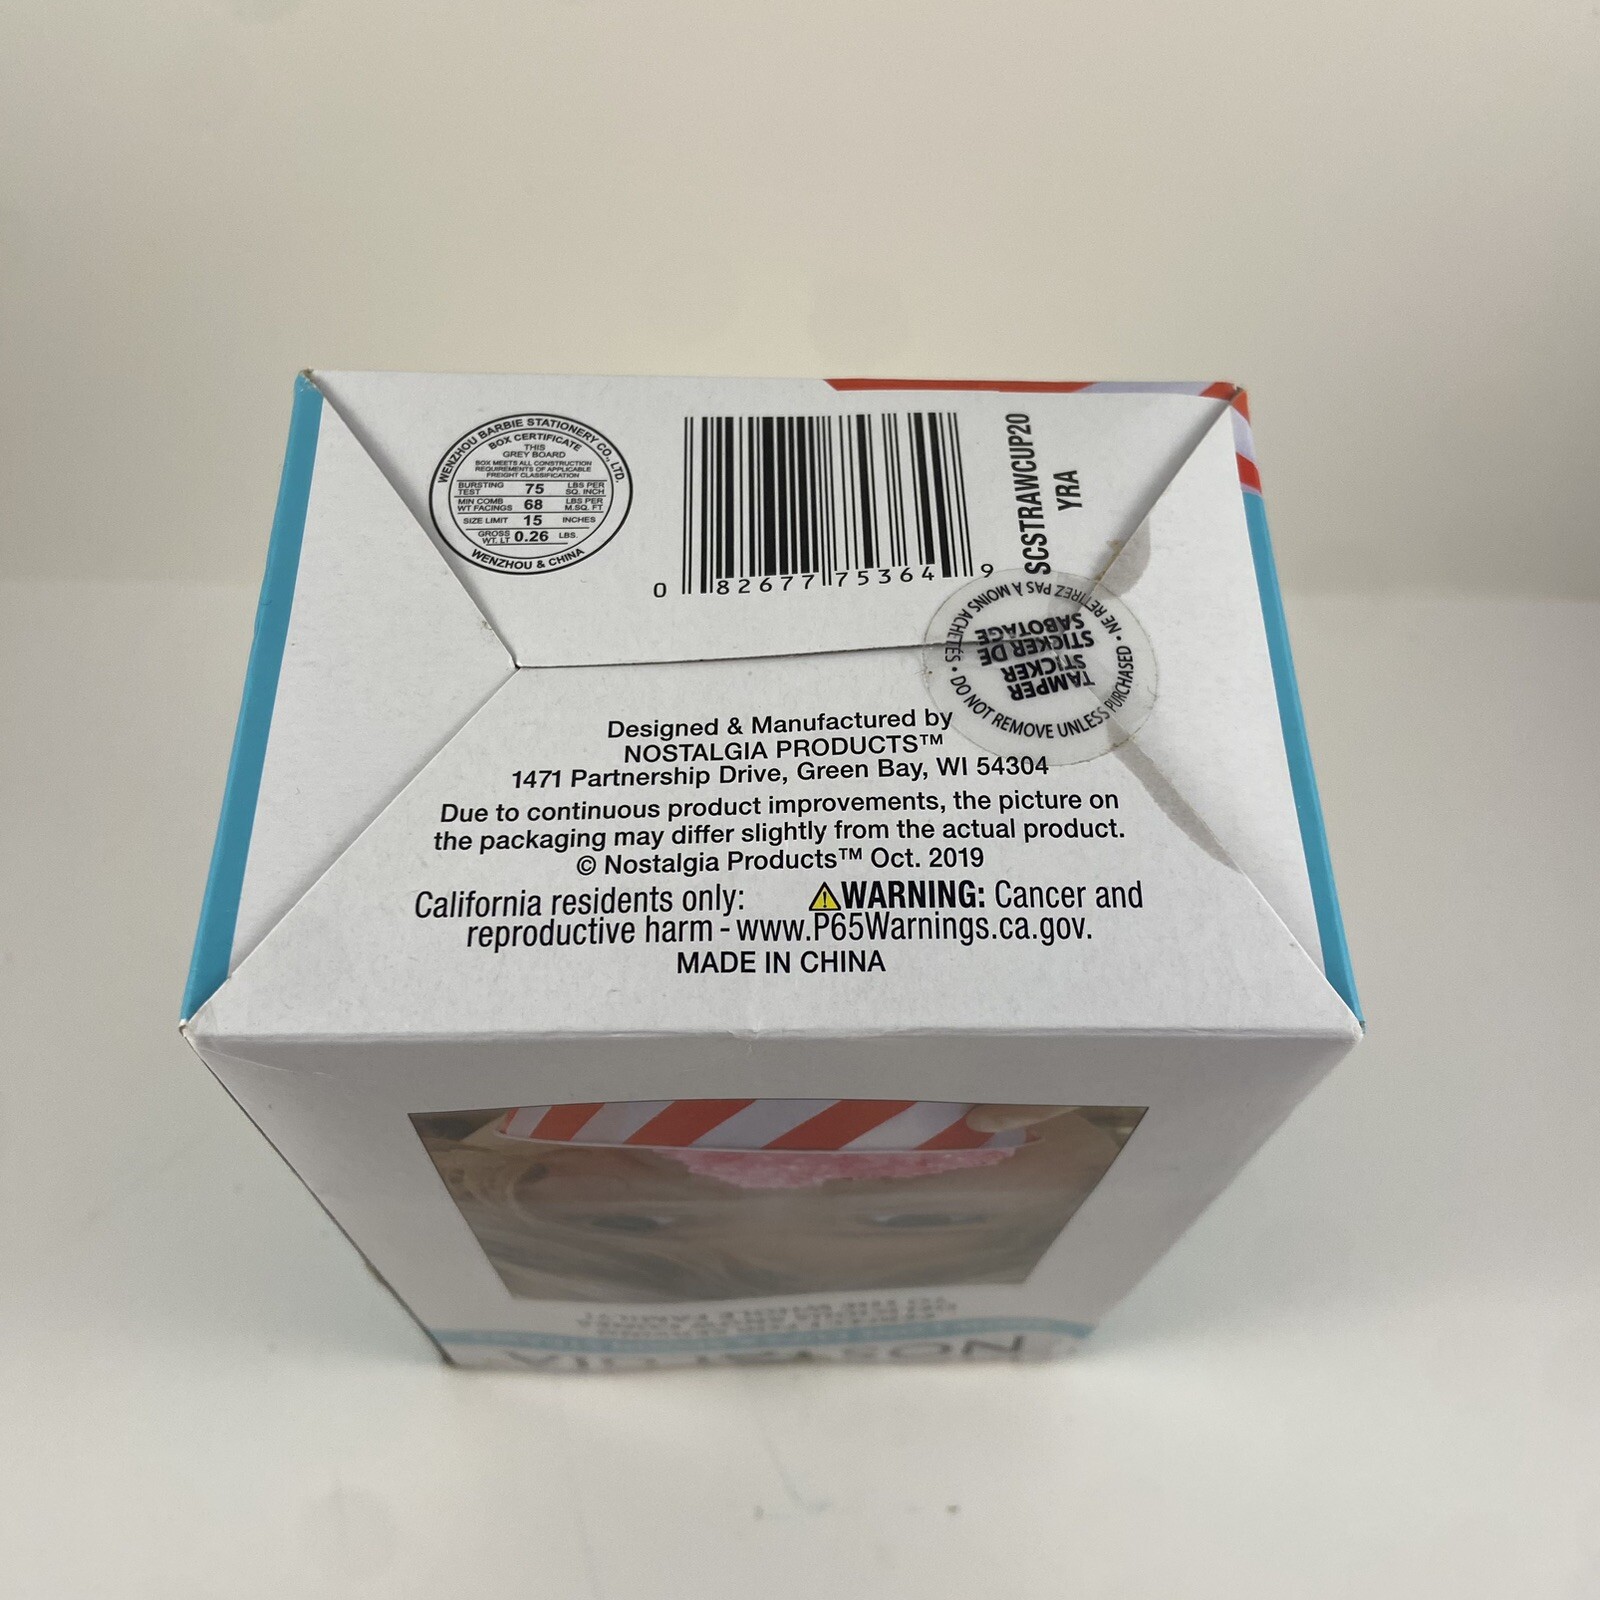 WENZHOU BARBIE STATIONERY CO., LTD.
BOX CERTIFICATE
THIS
GREY BOARD
BOX MEETS ALL CONSTRUCTION
REQUIREMENTS OF APPLICABLE
FREIGHT CLASSIFICATION
BURSTING TEST 75 LBS PER SQ. INCH
MIN COMB WT FACINGS 68 LBS PER M.SQ. FT
SIZE LIMIT 15 INCHES
GROSS WT. LT 0.26 LBS.
WENZHOU & CHINA
0 82677 75364 9
SCSTRAWCUP20
YRA
NE RETIREZ PAS À MOINS ACHETÉS • DO NOT REMOVE UNLESS PURCHASED •
TAMPER
STICKER
STICKER DE
SABOTAGE
Designed & Manufactured by
NOSTALGIA PRODUCTS™
1471 Partnership Drive, Green Bay, WI 54304
Due to continuous product improvements, the picture on
the packaging may differ slightly from the actual product.
© Nostalgia Products™ Oct. 2019
California residents only: ⚠WARNING: Cancer and
reproductive harm - www.P65Warnings.ca.gov.
MADE IN CHINA
NOSTALGIA
TO THE WHOLE FAMILY!